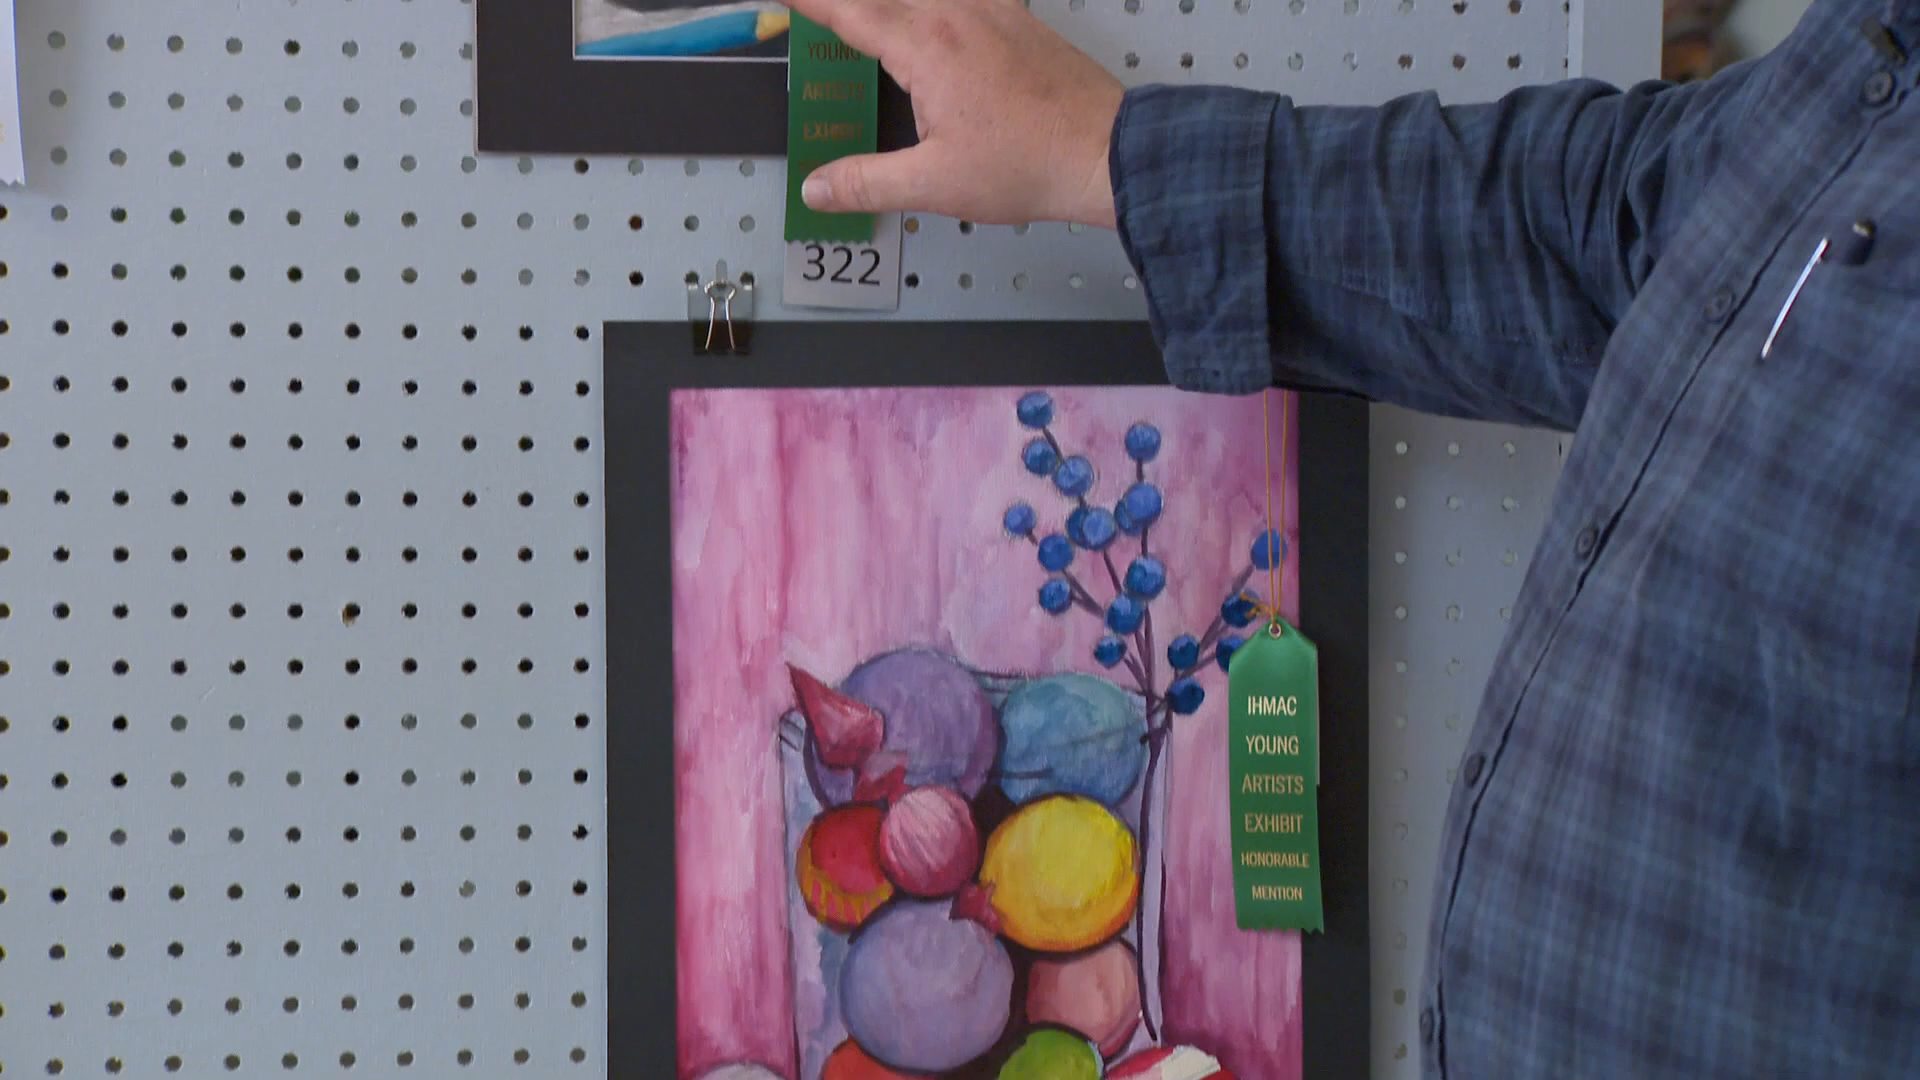 YOUNG
ARTISTS
EXHIBIT
322
IHMAC
YOUNG
ARTISTS
EXHIBIT
HONORABLE
MENTION